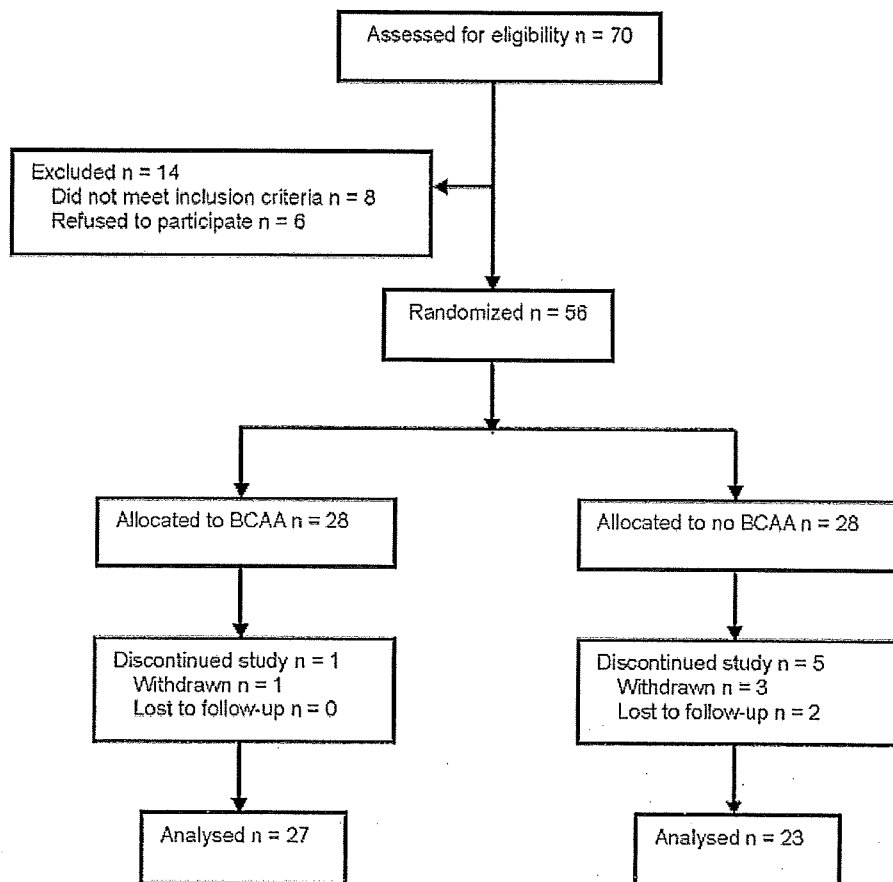 Assessed for eligibility n = 70
Excluded n = 14
Did not meet inclusion criteria n = 8
Refused to participate n = 6
Randomized n = 56
Allocated to BCAA n = 28
Allocated to no BCAA n = 28
Discontinued study n = 1
Withdrawn n = 1
Lost to follow-up n = 0
Discontinued study n = 5
Withdrawn n = 3
Lost to follow-up n = 2
Analysed n = 27
Analysed n = 23